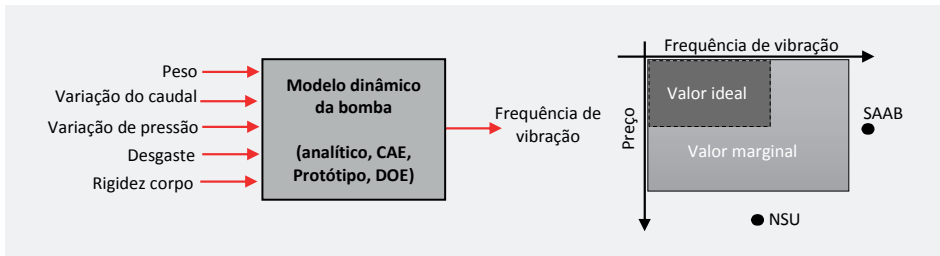 Peso
Variação do caudal
Variação de pressão
Desgaste
Rigidez corpo
Modelo dinâmico
da bomba
(analítico, CAE,
Protótipo, DOE)
Frequência de
vibração
Frequência de vibração
Preço
Valor ideal
Valor marginal
SAAB
NSU